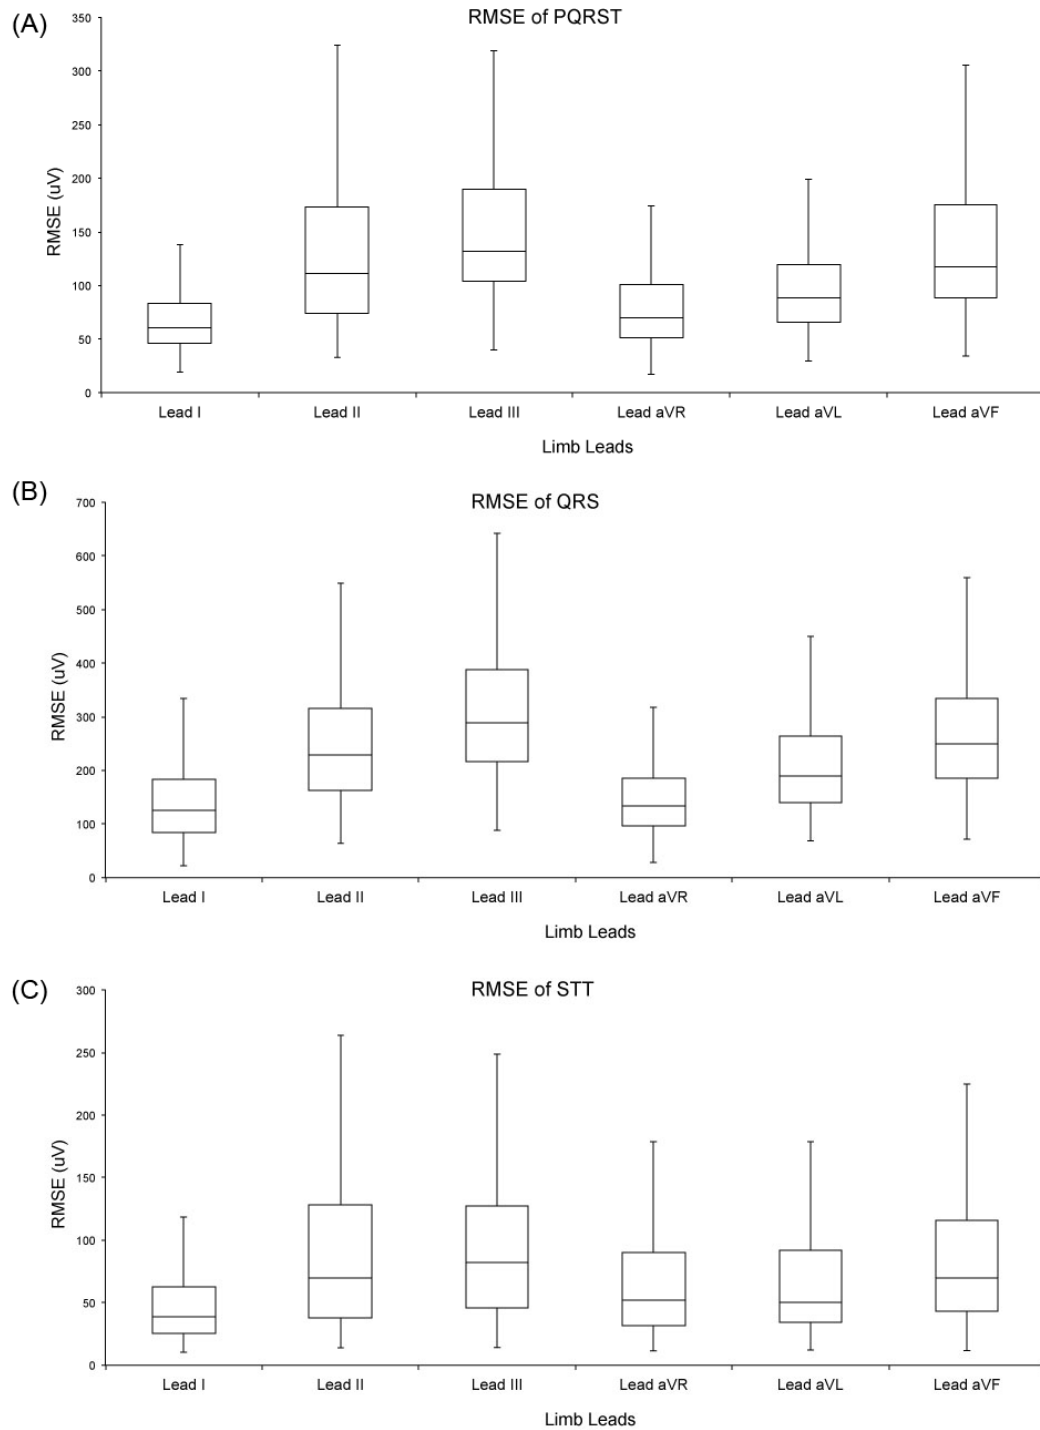 (A)
RMSE of PQRST
RMSE (uV)
350
300
250
200
150
100
50
0
Lead I Lead II Lead III Lead aVR Lead aVL Lead aVF
Limb Leads
(B)
RMSE of QRS
RMSE (uV)
700
600
500
400
300
200
100
0
Lead I Lead II Lead III Lead aVR Lead aVL Lead aVF
Limb Leads
(C)
RMSE of STT
RMSE (uV)
300
250
200
150
100
50
0
Lead I Lead II Lead III Lead aVR Lead aVL Lead aVF
Limb Leads